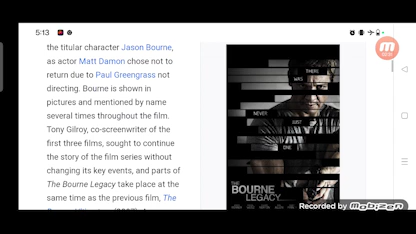 5:13
the titular character Jason Bourne,
as actor Matt Damon chose not to
return due to Paul Greengrass not
directing. Bourne is shown in
pictures and mentioned by name
several times throughout the film.
Tony Gilroy, co-screenwriter of the
first three films, sought to continue
the story of the film series without
changing its key events, and parts of
The Bourne Legacy take place at the
same time as the previous film, The
THERE
WAS
NEVER
JUST
ONE
THE
BOURNE
LEGACY
Recorded by mobizen